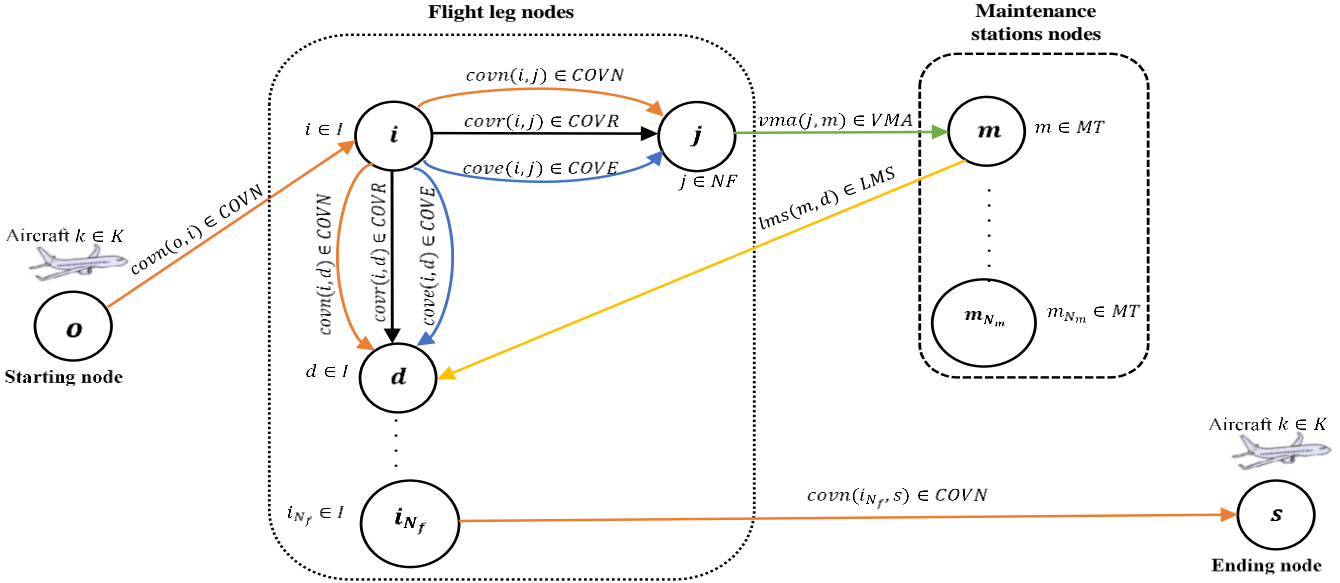 Flight leg nodes
Maintenance
stations nodes
covn(i, j) ∈ COVN
i ∈ I
i
covr(i, j) ∈ COVR
j
vma(j, m) ∈ VMA
m
m ∈ MT
cove(i, j) ∈ COVE
j ∈ NF
covn(o, i) ∈ COVN
covn(i, d) ∈ COVN
covr(i, d) ∈ COVR
cove(i, d) ∈ COVE
lms(m, d) ∈ LMS
Aircraft k ∈ K
o
Starting node
m_{N_m}
m_{N_m} ∈ MT
d ∈ I
d
Aircraft k ∈ K
i_{N_f} ∈ I
i_{N_f}
covn(i_{N_f}, s) ∈ COVN
s
Ending node